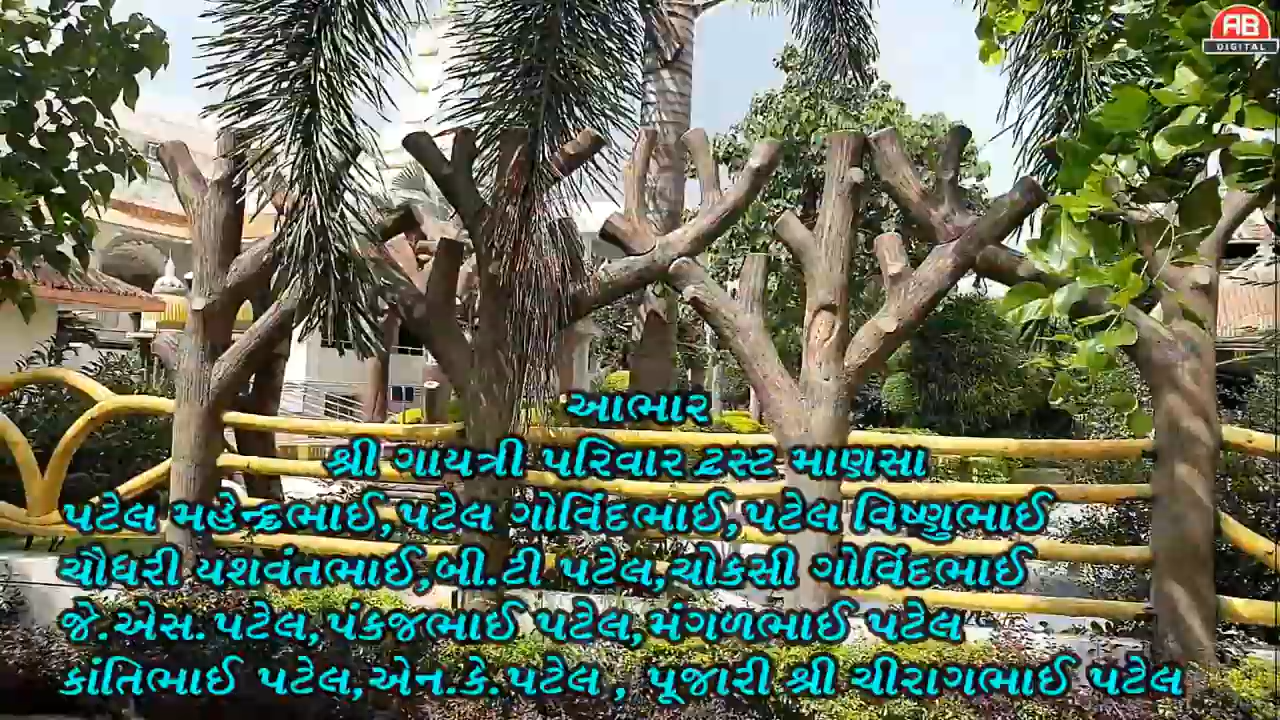 AB
DIGITAL
આભાર
શ્રી ગાયત્રી પરિવાર ટ્રસ્ટ માણસા
પટેલ મહેન્દ્રભાઈ,પટેલ ગોવિંદભાઈ,પટેલ વિષ્ણુભાઈ
ચૌધરી યશવંતભાઈ,બી.ટી પટેલ,ચોકસી ગોવિંદભાઈ
જે.એસ.પટેલ,પંકજભાઈ પટેલ,મંગળભાઈ પટેલ
કાંતિભાઈ પટેલ,એન.કે.પટેલ , પૂજારી શ્રી ચીરાગભાઈ પટેલ